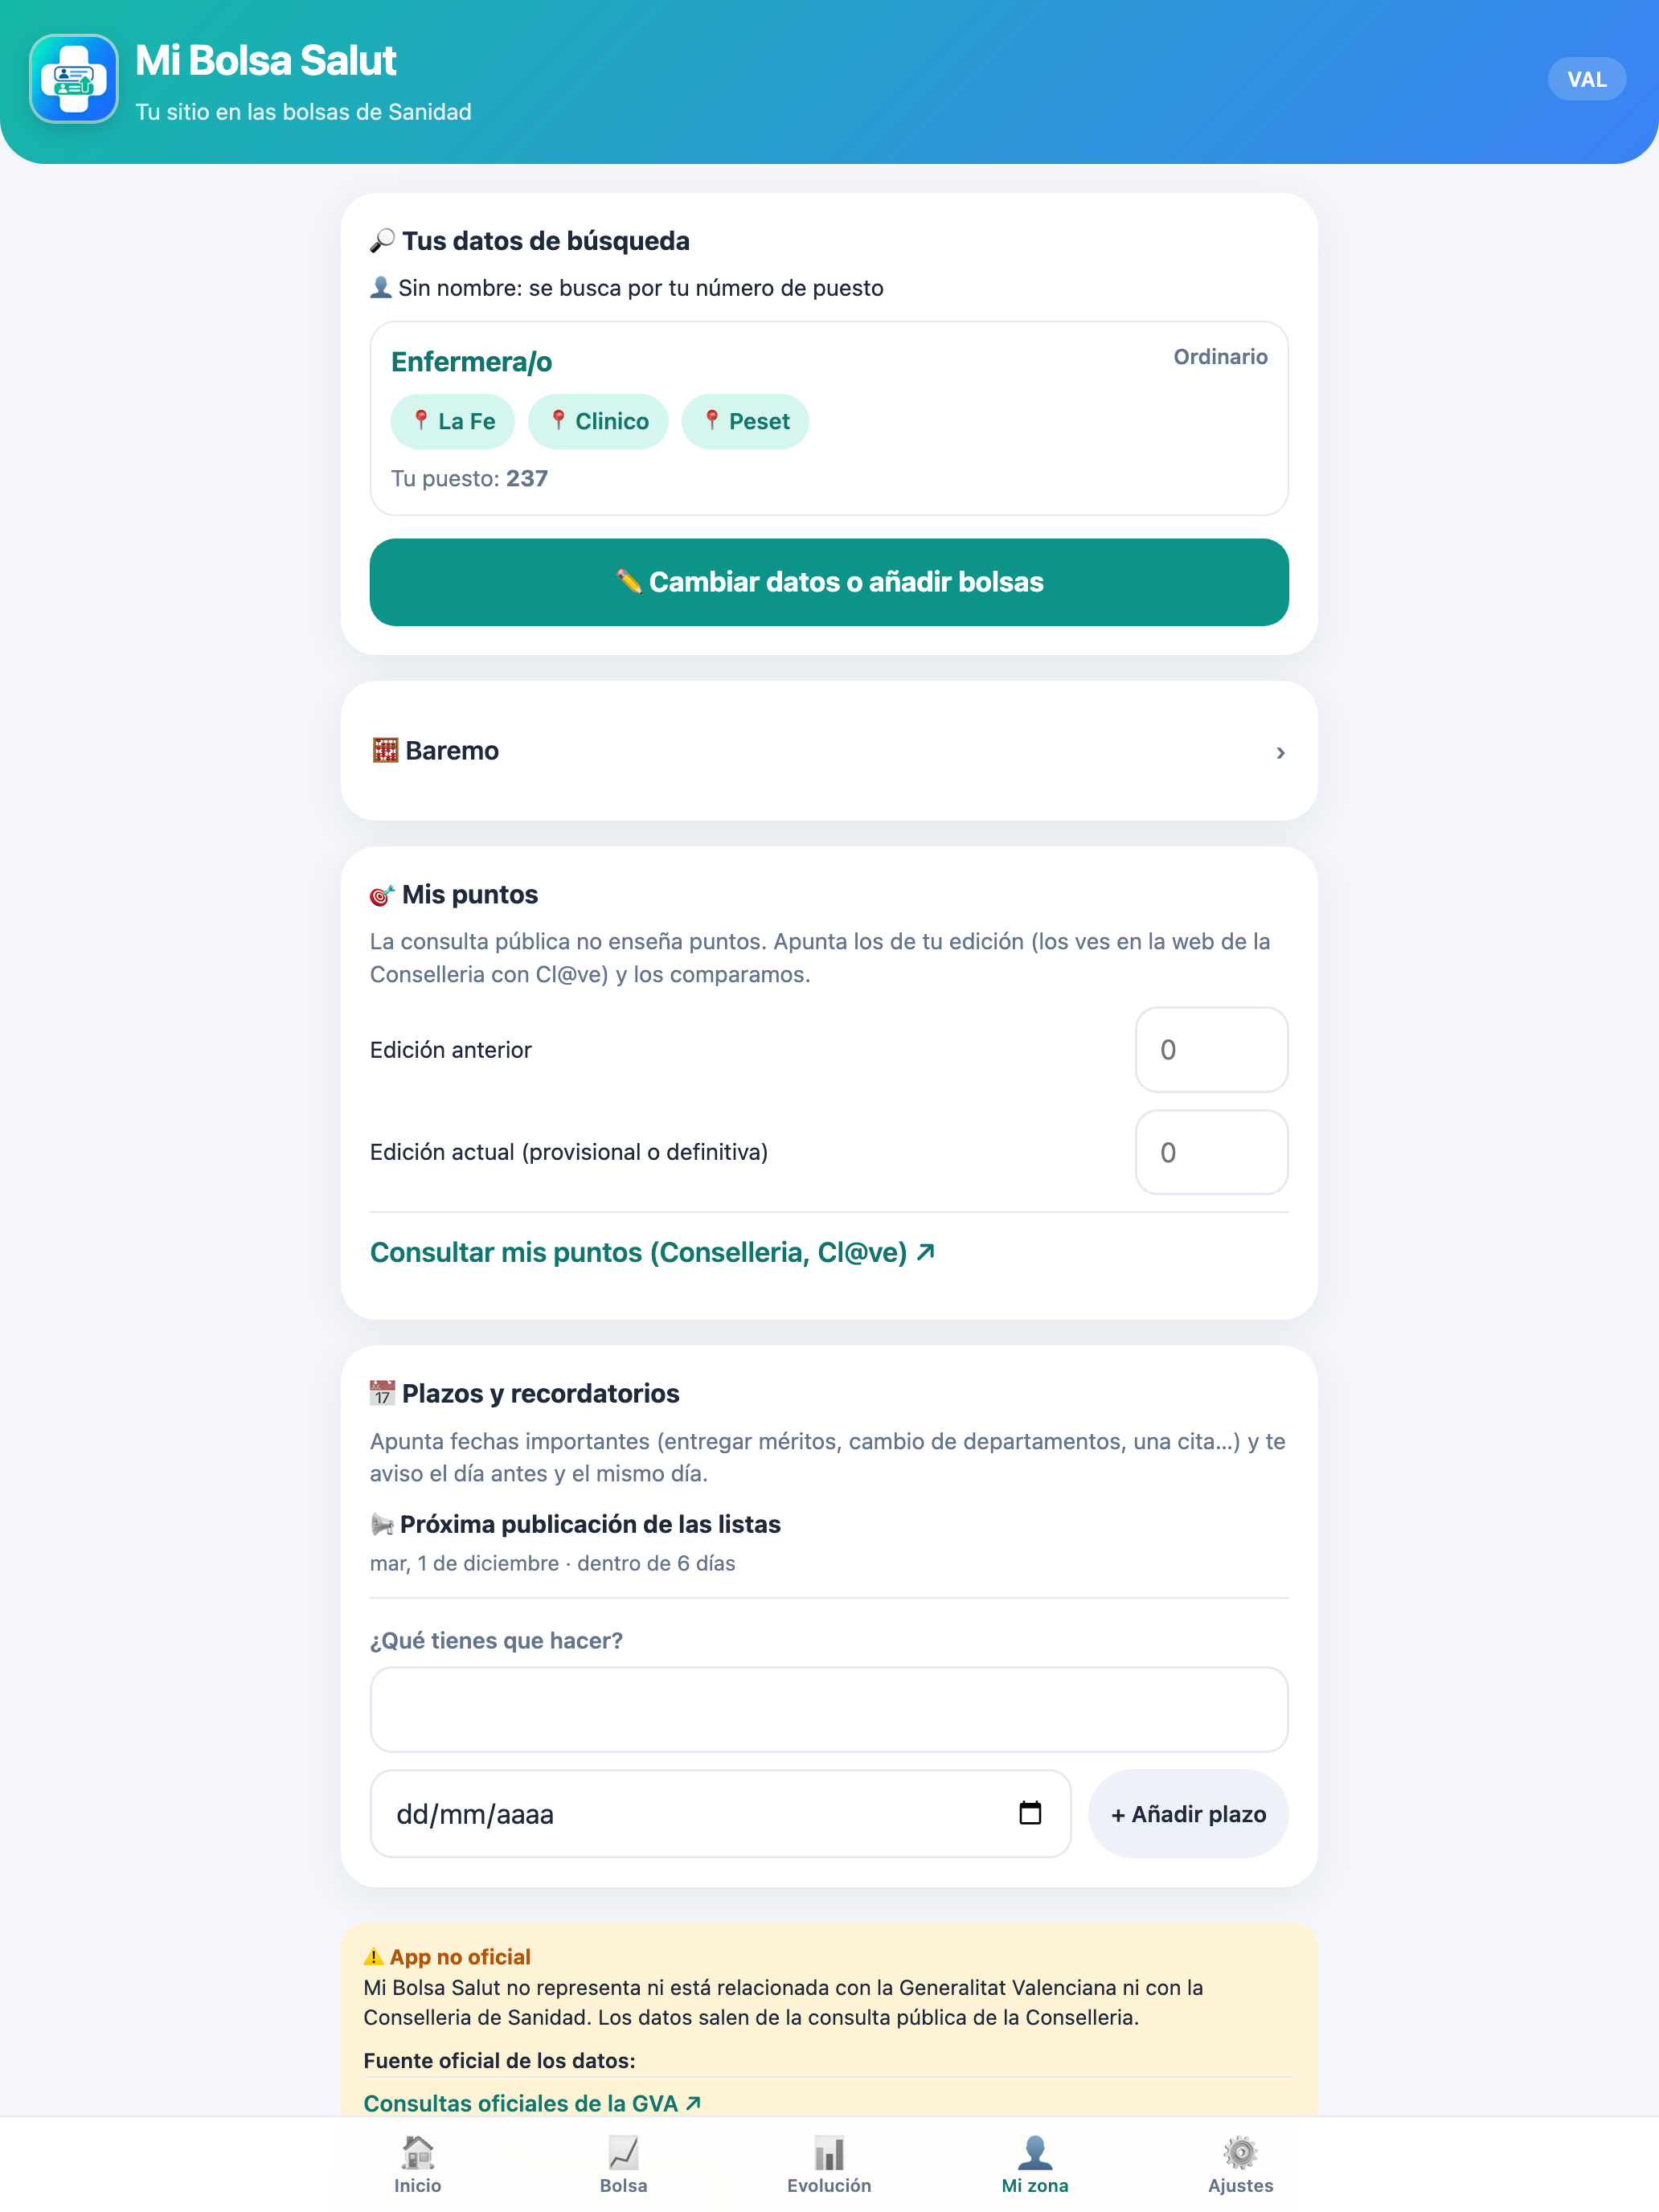 Mi Bolsa Salut
Tu sitio en las bolsas de Sanidad
VAL
Tus datos de búsqueda
Sin nombre: se busca por tu número de puesto
Enfermera/o
Ordinario
La Fe
Clinico
Peset
Tu puesto: 237
Cambiar datos o añadir bolsas
Baremo
Mis puntos
La consulta pública no enseña puntos. Apunta los de tu edición (los ves en la web de la
Conselleria con Cl@ve) y los comparamos.
Edición anterior
0
Edición actual (provisional o definitiva)
0
Consultar mis puntos (Conselleria, Cl@ve) ↗
17
Plazos y recordatorios
Apunta fechas importantes (entregar méritos, cambio de departamentos, una cita…) y te
aviso el día antes y el mismo día.
Próxima publicación de las listas
mar, 1 de diciembre · dentro de 6 días
¿Qué tienes que hacer?
dd/mm/aaaa
+ Añadir plazo
App no oficial
Mi Bolsa Salut no representa ni está relacionada con la Generalitat Valenciana ni con la
Conselleria de Sanidad. Los datos salen de la consulta pública de la Conselleria.
Fuente oficial de los datos:
Consultas oficiales de la GVA ↗
Inicio
Bolsa
Evolución
Mi zona
Ajustes